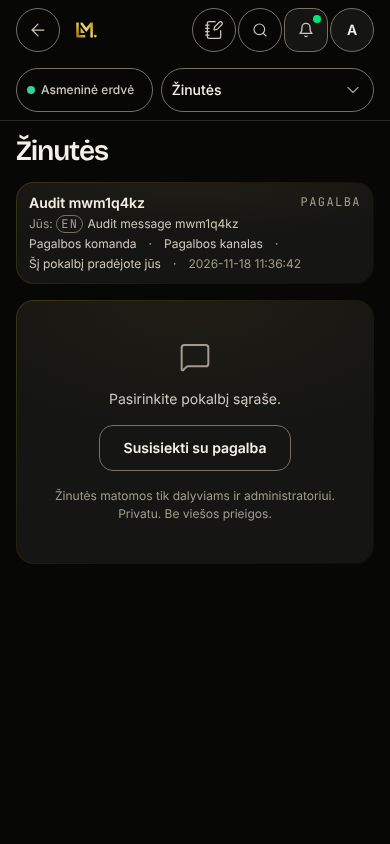 LM.
A
Asmeninė erdvė
Žinutės
Žinutės
Audit mwm1q4kz
PAGALBA
Jūs: EN Audit message mwm1q4kz
Pagalbos komanda · Pagalbos kanalas ·
Šį pokalbį pradėjote jūs · 2026-11-18 11:36:42
Pasirinkite pokalbį sąraše.
Susisiekti su pagalba
Žinutės matomos tik dalyviams ir administratoriui.
Privatu. Be viešos prieigos.